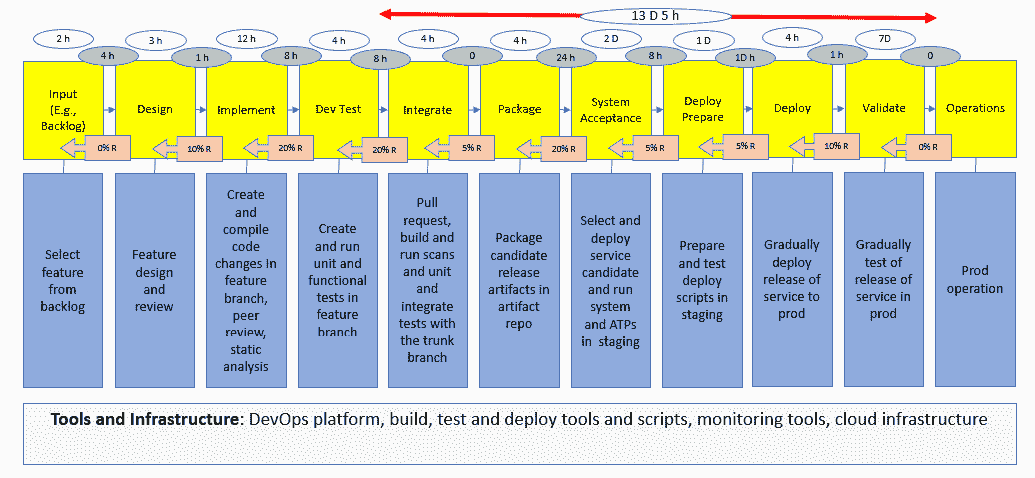 13 D 5 h
2 h
3 h
12 h
4 h
4 h
4 h
2 D
1 D
4 h
7D
4 h
1 h
8 h
8 h
0
24 h
8 h
1D h
1 h
0
Input
(E.g.,
Backlog)
Design
Implement
Dev Test
Integrate
Package
System
Acceptance
Deploy
Prepare
Deploy
Validate
Operations
0% R
10% R
20% R
20% R
5% R
20% R
5% R
5% R
10% R
0% R
Select
feature
from
backlog
Feature
design
and
review
Create
and
compile
code
changes in
feature
branch,
peer
review,
static
analysis
Create
and run
unit and
functional
tests in
feature
branch
Pull
request,
build and
run scans
and unit
and
integrate
tests with
the trunk
branch
Package
candidate
release
artifacts in
artifact
repo
Select and
deploy
service
candidate
and run
system
and ATPs
in staging
Prepare
and test
deploy
scripts in
staging
Gradually
deploy
release of
service to
prod
Gradually
test of
release of
service in
prod
Prod
operation
Tools and Infrastructure: DevOps platform, build, test and deploy tools and scripts, monitoring tools, cloud infrastructure